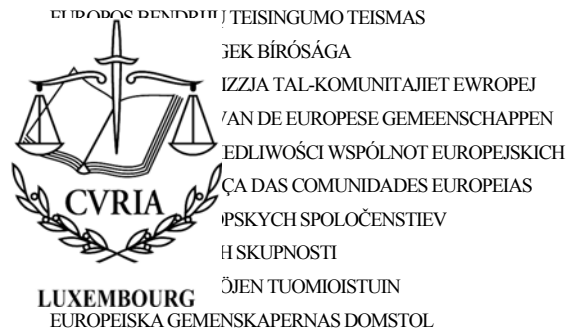 EUROPOS BENDRIJŲ TEISINGUMO TEISMAS
GEK BÍRÓSÁGA
IZZJA TAL-KOMUNITAJIET EWROPEJ
VAN DE EUROPESE GEMEENSCHAPPEN
EDLIWOŚCI WSPÓLNOT EUROPEJSKICH
ÇA DAS COMUNIDADES EUROPEIAS
PSKYCH SPOLOČENSTIEV
H SKUPNOSTI
ÖJEN TUOMIOISTUIN
EUROPEISKA GEMENSKAPERNAS DOMSTOL
CVRIA
LUXEMBOURG